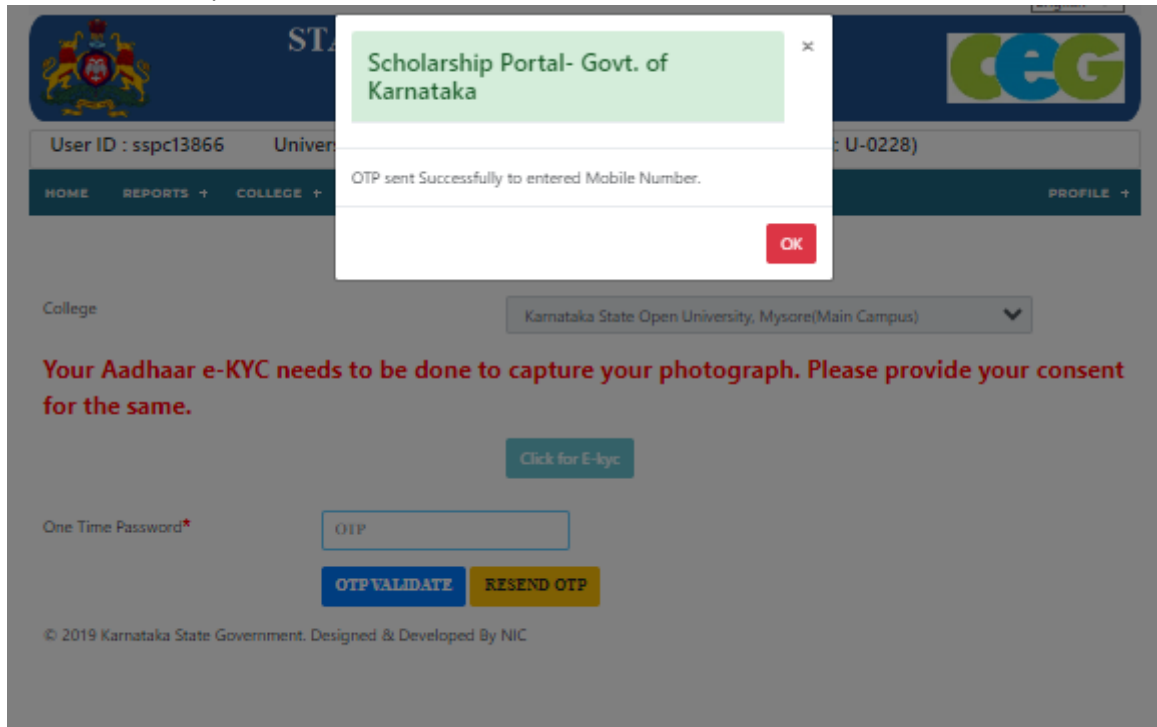 STA
Scholarship Portal- Govt. of
Karnataka
×
ceG
User ID : sspc13866 Univer : U-0228)
OTP sent Successfully to entered Mobile Number.
HOME REPORTS + COLLEGE + PROFILE +
OK
College Karnataka State Open University, Mysore(Main Campus)
Your Aadhaar e-KYC needs to be done to capture your photograph. Please provide your consent
for the same.
Click for E-kyc
One Time Password* OTP
OTP VALIDATE RESEND OTP
© 2019 Karnataka State Government. Designed & Developed By NIC